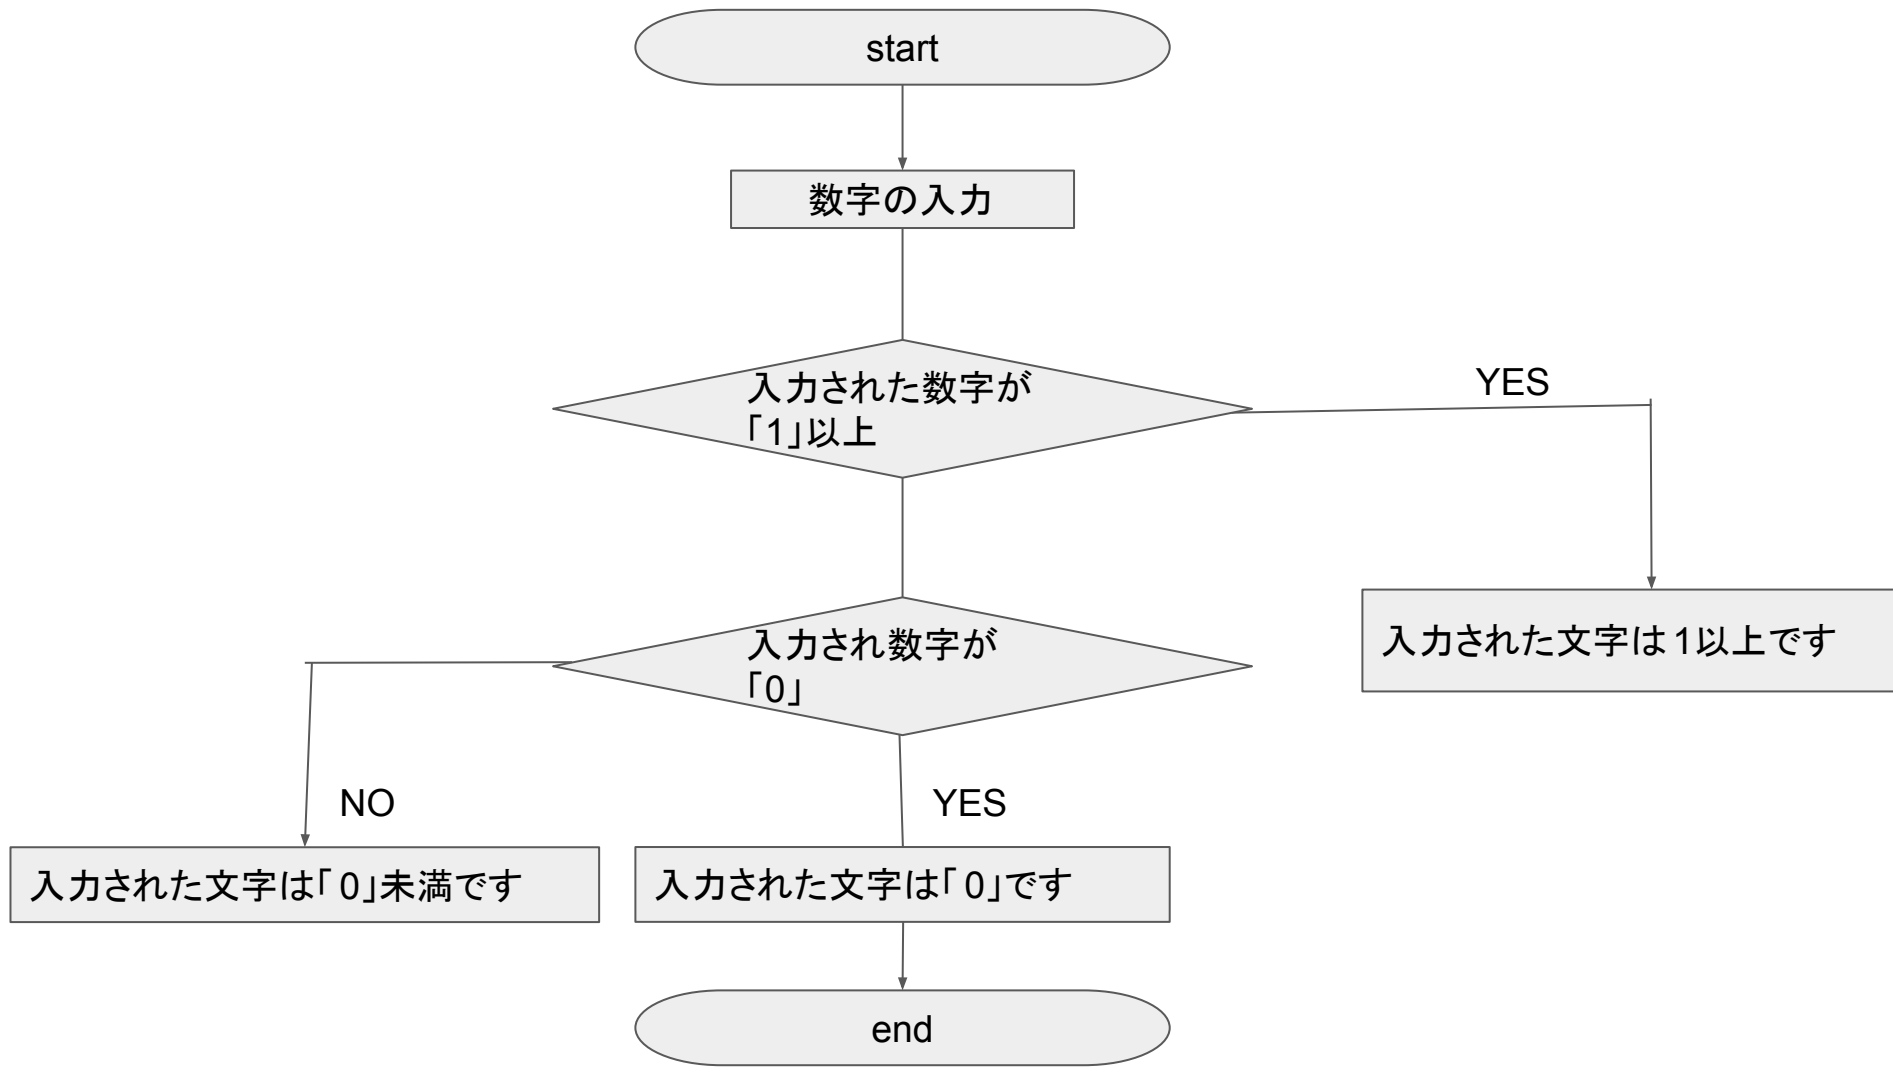 start
数字の入力
入力された数字が
「1」以上
YES
入力され数字が
「0」
入力された文字は1以上です
NO
YES
入力された文字は「0」未満です
入力された文字は「0」です
end